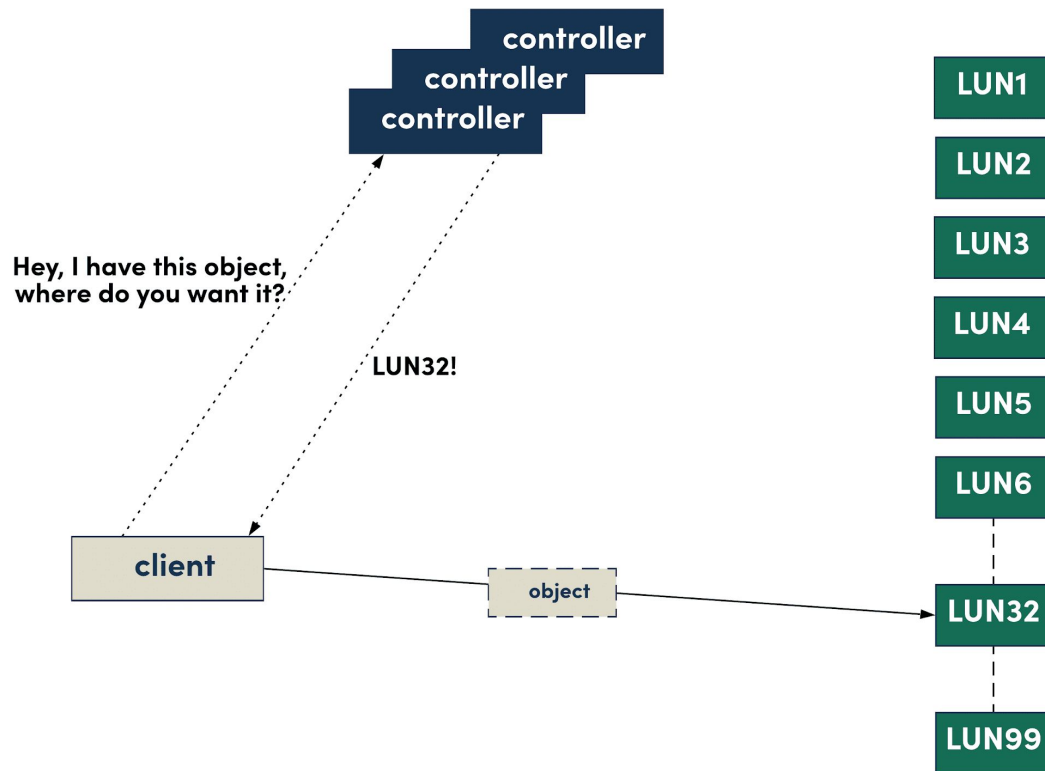 controller
controller
controller
LUN1
LUN2
LUN3
Hey, I have this object,
where do you want it?
LUN4
LUN32!
LUN5
LUN6
client
object
LUN32
LUN99